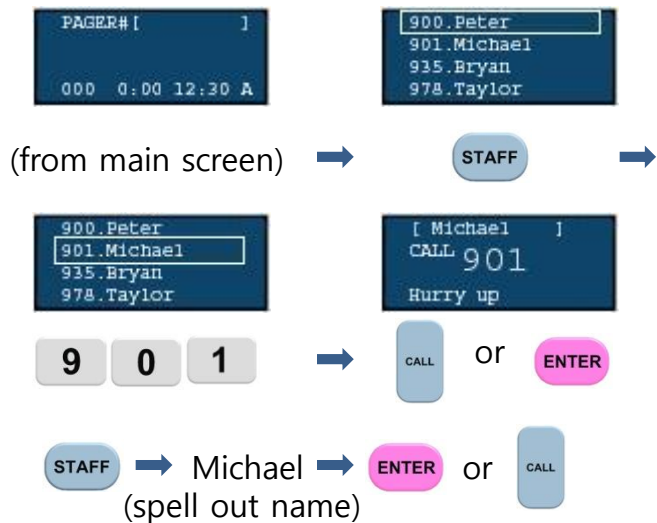 PAGER#[ ]
000 0:00 12:30 A
900.Peter
901.Michael
935.Bryan
978.Taylor
(from main screen)
STAFF
900.Peter
901.Michael
935.Bryan
978.Taylor
[ Michael ]
CALL 901
Hurry up
9 0 1
CALL or ENTER
STAFF Michael ENTER or CALL
(spell out name)